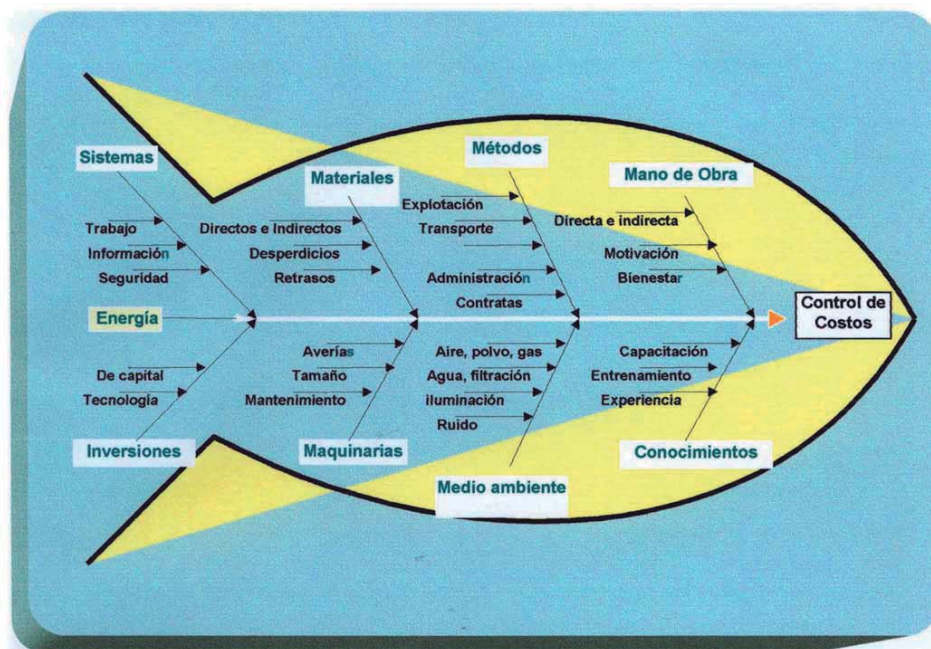 Sistemas
Trabajo
Información
Seguridad
Materiales
Directos e Indirectos
Desperdicios
Retrasos
Métodos
Explotación
Transporte
Administración
Contratas
Mano de Obra
Directa e indirecta
Motivación
Bienestar
Energía
Control de
Costos
De capital
Tecnología
Inversiones
Averías
Tamaño
Mantenimiento
Maquinarias
Aire, polvo, gas
Agua, filtración
iluminación
Ruido
Medio ambiente
Capacitación
Entrenamiento
Experiencia
Conocimientos